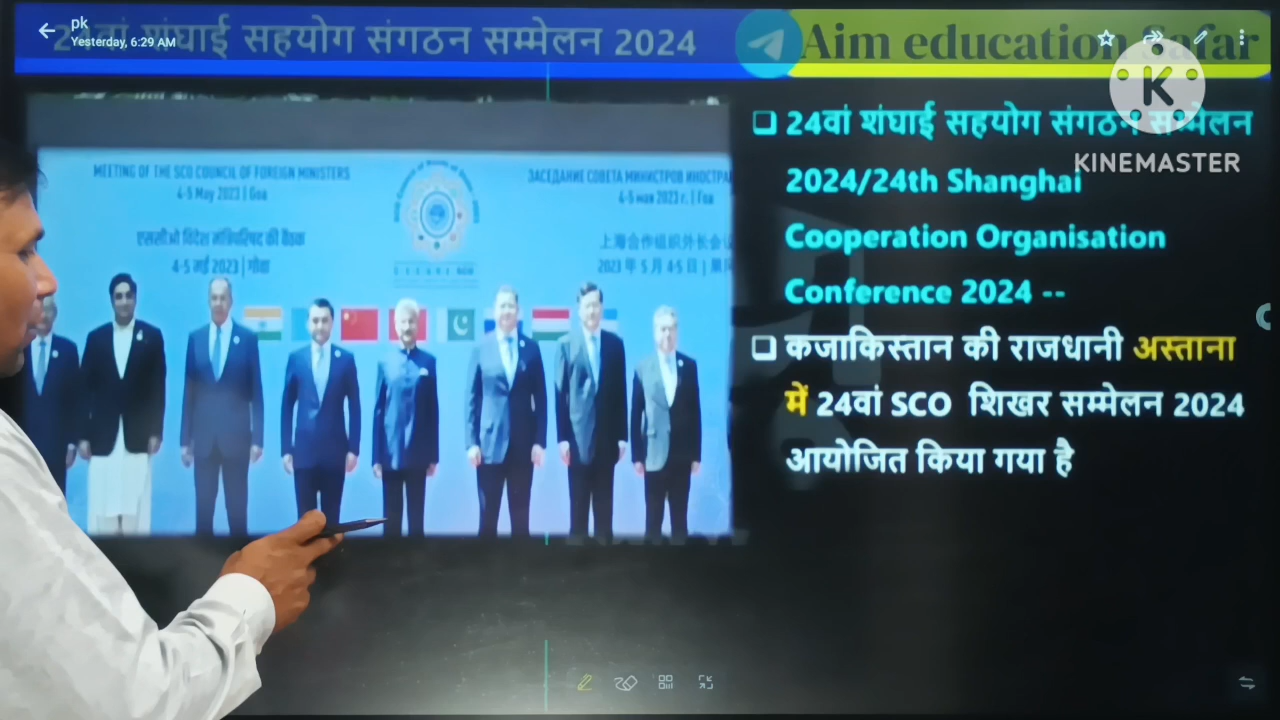 pk
Yesterday, 6:29 AM
शंघाई सहयोग संगठन सम्मेलन 2024
Aim education Safar
KINEMASTER
MEETING OF THE SCO COUNCIL OF FOREIGN MINISTERS
4-5 May 2023 | Goa
ЗАСЕДАНИЕ СОВЕТА МИНИСТРОВ ИНОСТРА
4-5 мая 2023 г. | Гоа
एससीओ विदेश मंत्रिपरिषद की बैठक
4-5 मई 2023 | गोवा
上海合作组织外长会议
2023 年 5 月 4-5 日 | 果阿
❑ 24वां शंघाई सहयोग संगठन सम्मेलन
2024/24th Shanghai
Cooperation Organisation
Conference 2024 --
❑ कजाकिस्तान की राजधानी अस्ताना
में 24वां SCO शिखर सम्मेलन 2024
आयोजित किया गया है